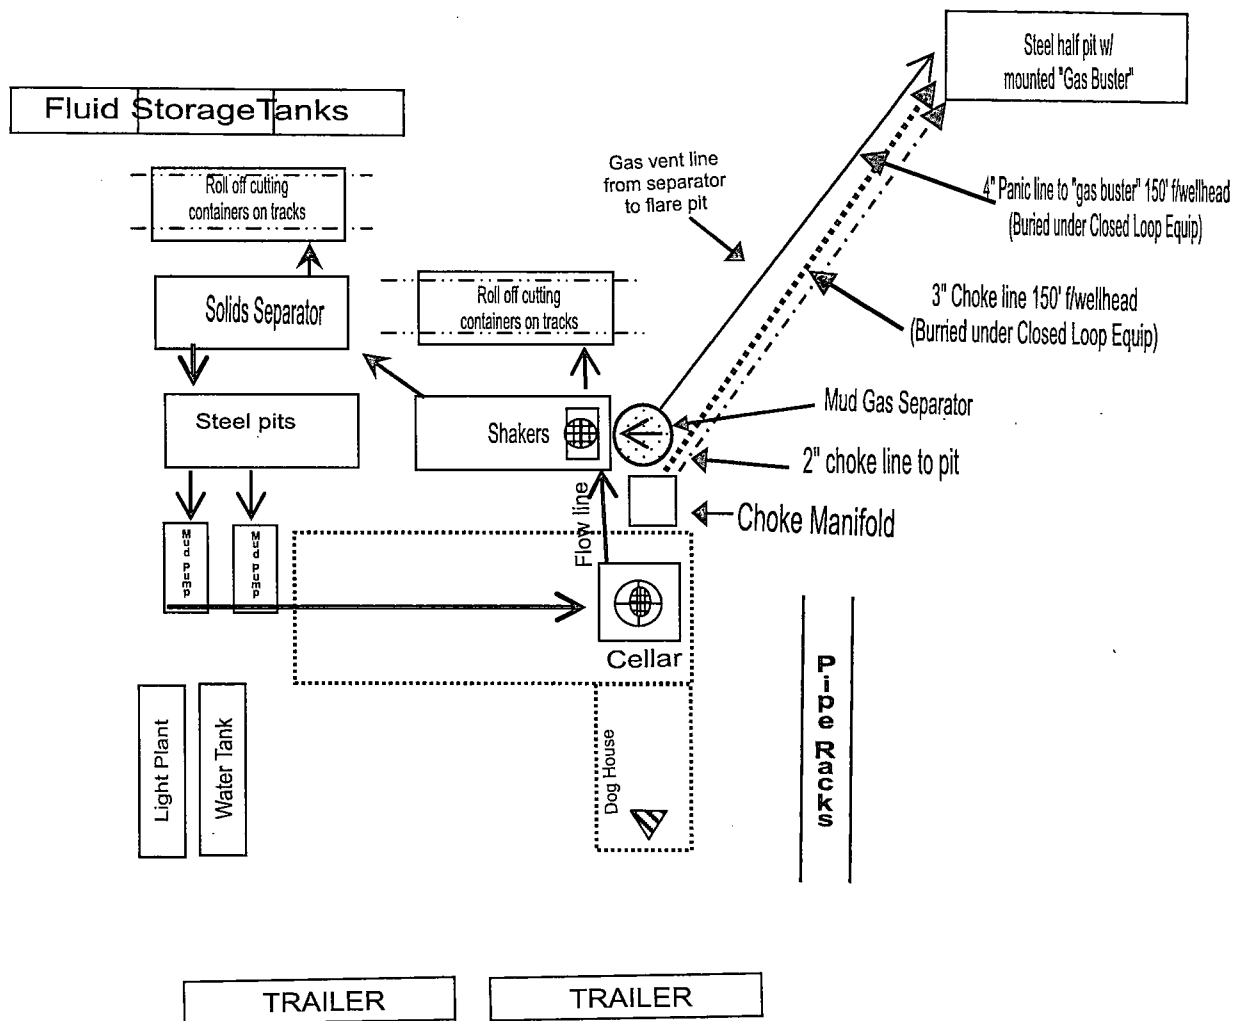 Steel half pit w/
mounted "Gas Buster"
Fluid StorageTanks
Gas vent line
from separator
to flare pit
Roll off cutting
containers on tracks
4" Panic line to "gas buster" 150' f/wellhead
(Buried under Closed Loop Equip)
Solids Separator
Roll off cutting
containers on tracks
3" Choke line 150' f/wellhead
(Burried under Closed Loop Equip)
Steel pits
Shakers
Mud Gas Separator
2" choke line to pit
Flow line
Choke Manifold
Mud Pump
Mud Pump
Cellar
Pipe Racks
Light Plant
Water Tank
Dog House
TRAILER
TRAILER